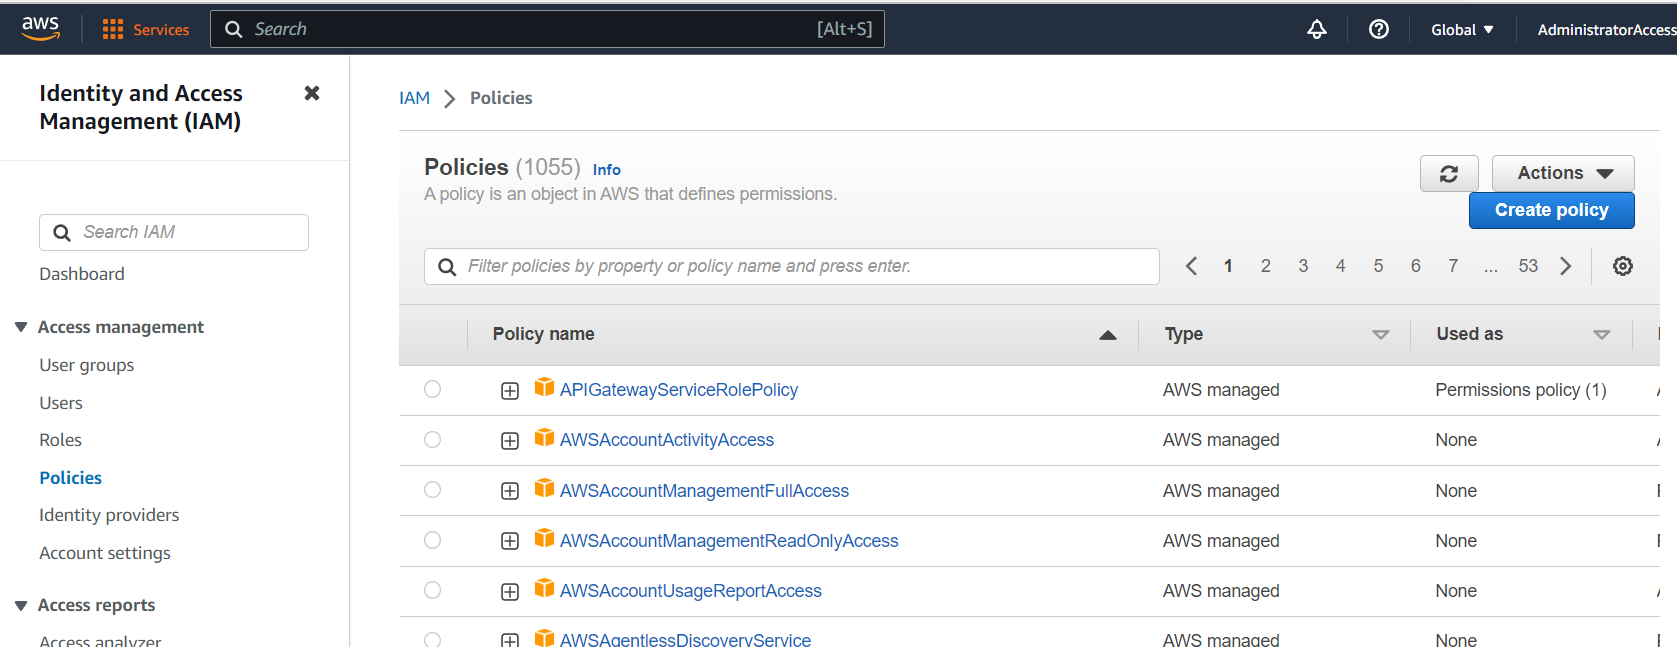 aws
Services
Search [Alt+S]
Global
AdministratorAccess
Identity and Access
Management (IAM)
Search IAM
Dashboard
Access management
User groups
Users
Roles
Policies
Identity providers
Account settings
Access reports
Access analyzer
IAM > Policies
Policies (1055) Info
A policy is an object in AWS that defines permissions.
Actions
Create policy
Filter policies by property or policy name and press enter.
1 2 3 4 5 6 7 ... 53
Policy name Type Used as
APIGatewayServiceRolePolicy AWS managed Permissions policy (1)
AWSAccountActivityAccess AWS managed None
AWSAccountManagementFullAccess AWS managed None
AWSAccountManagementReadOnlyAccess AWS managed None
AWSAccountUsageReportAccess AWS managed None
AWSAgentlessDiscoveryService AWS managed None